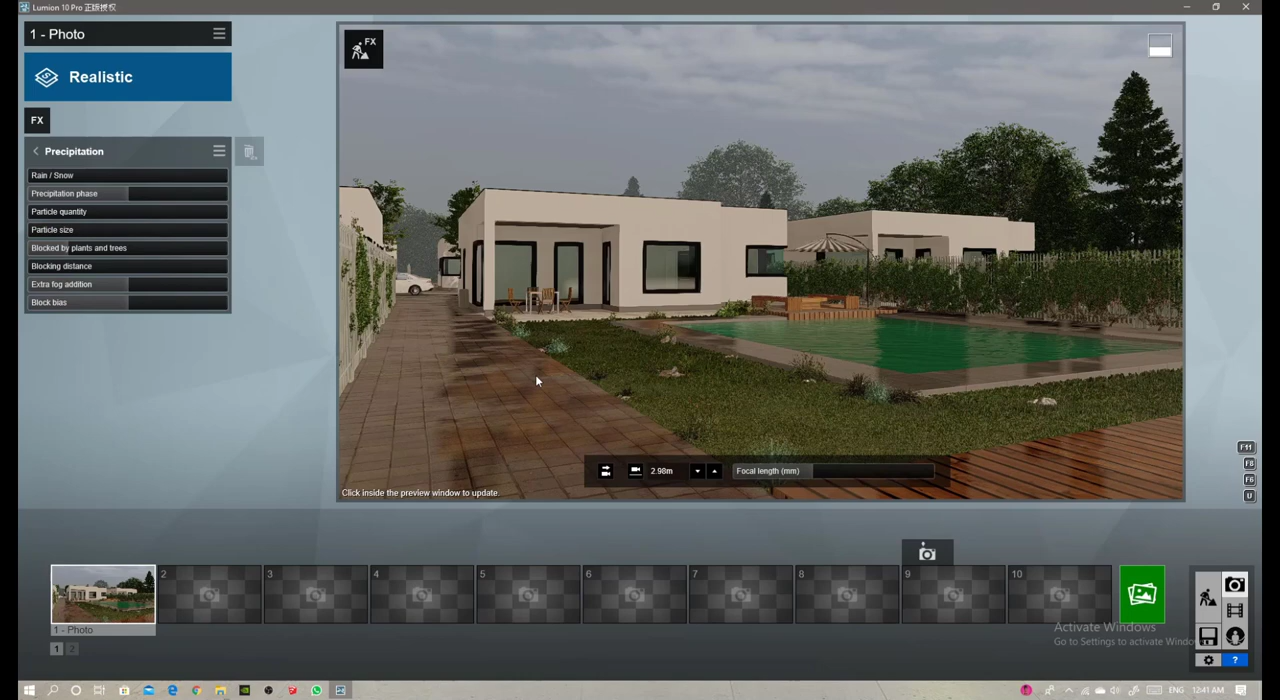 Lumion 10 Pro 正版授权
1 - Photo
Realistic
FX
FX
Precipitation
Rain / Snow
Precipitation phase
Particle quantity
Particle size
Blocked by plants and trees
Blocking distance
Extra fog addition
Block bias
2.98m
Focal length (mm)
Click inside the preview window to update.
F11
F8
F6
U
2
3
4
5
6
7
8
9
10
1 - Photo
1
2
Activate Windows
Go to Settings to activate Windows
?
ENG
12:41 AM